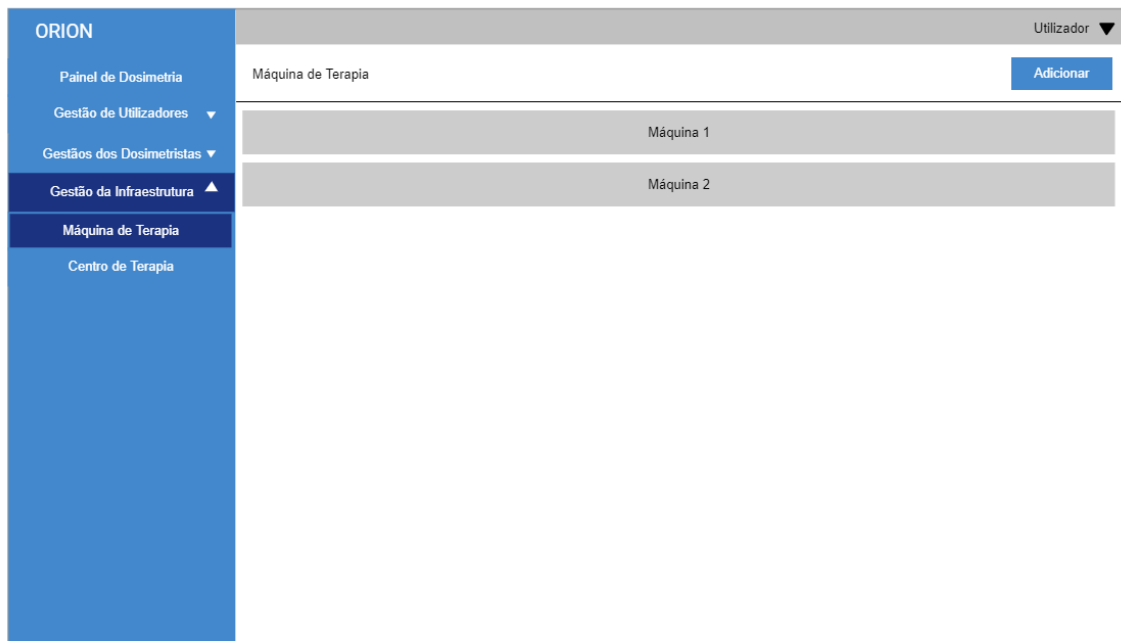 ORION
Utilizador
Painel de Dosimetria
Gestão de Utilizadores
Gestãos dos Dosimetristas
Gestão da Infraestrutura
Máquina de Terapia
Centro de Terapia
Máquina de Terapia
Adicionar
Máquina 1
Máquina 2